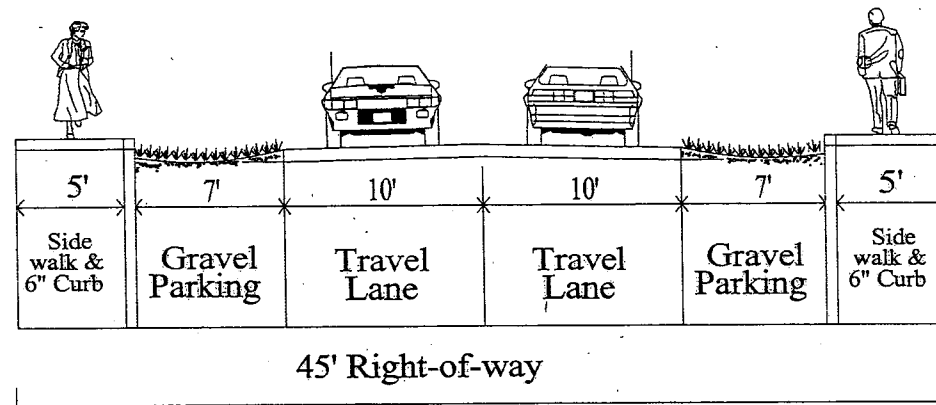 5' 7' 10' 10' 7' 5'
Side
walk &
6" Curb
Gravel
Parking
Travel
Lane
Travel
Lane
Gravel
Parking
Side
walk &
6" Curb
45' Right-of-way